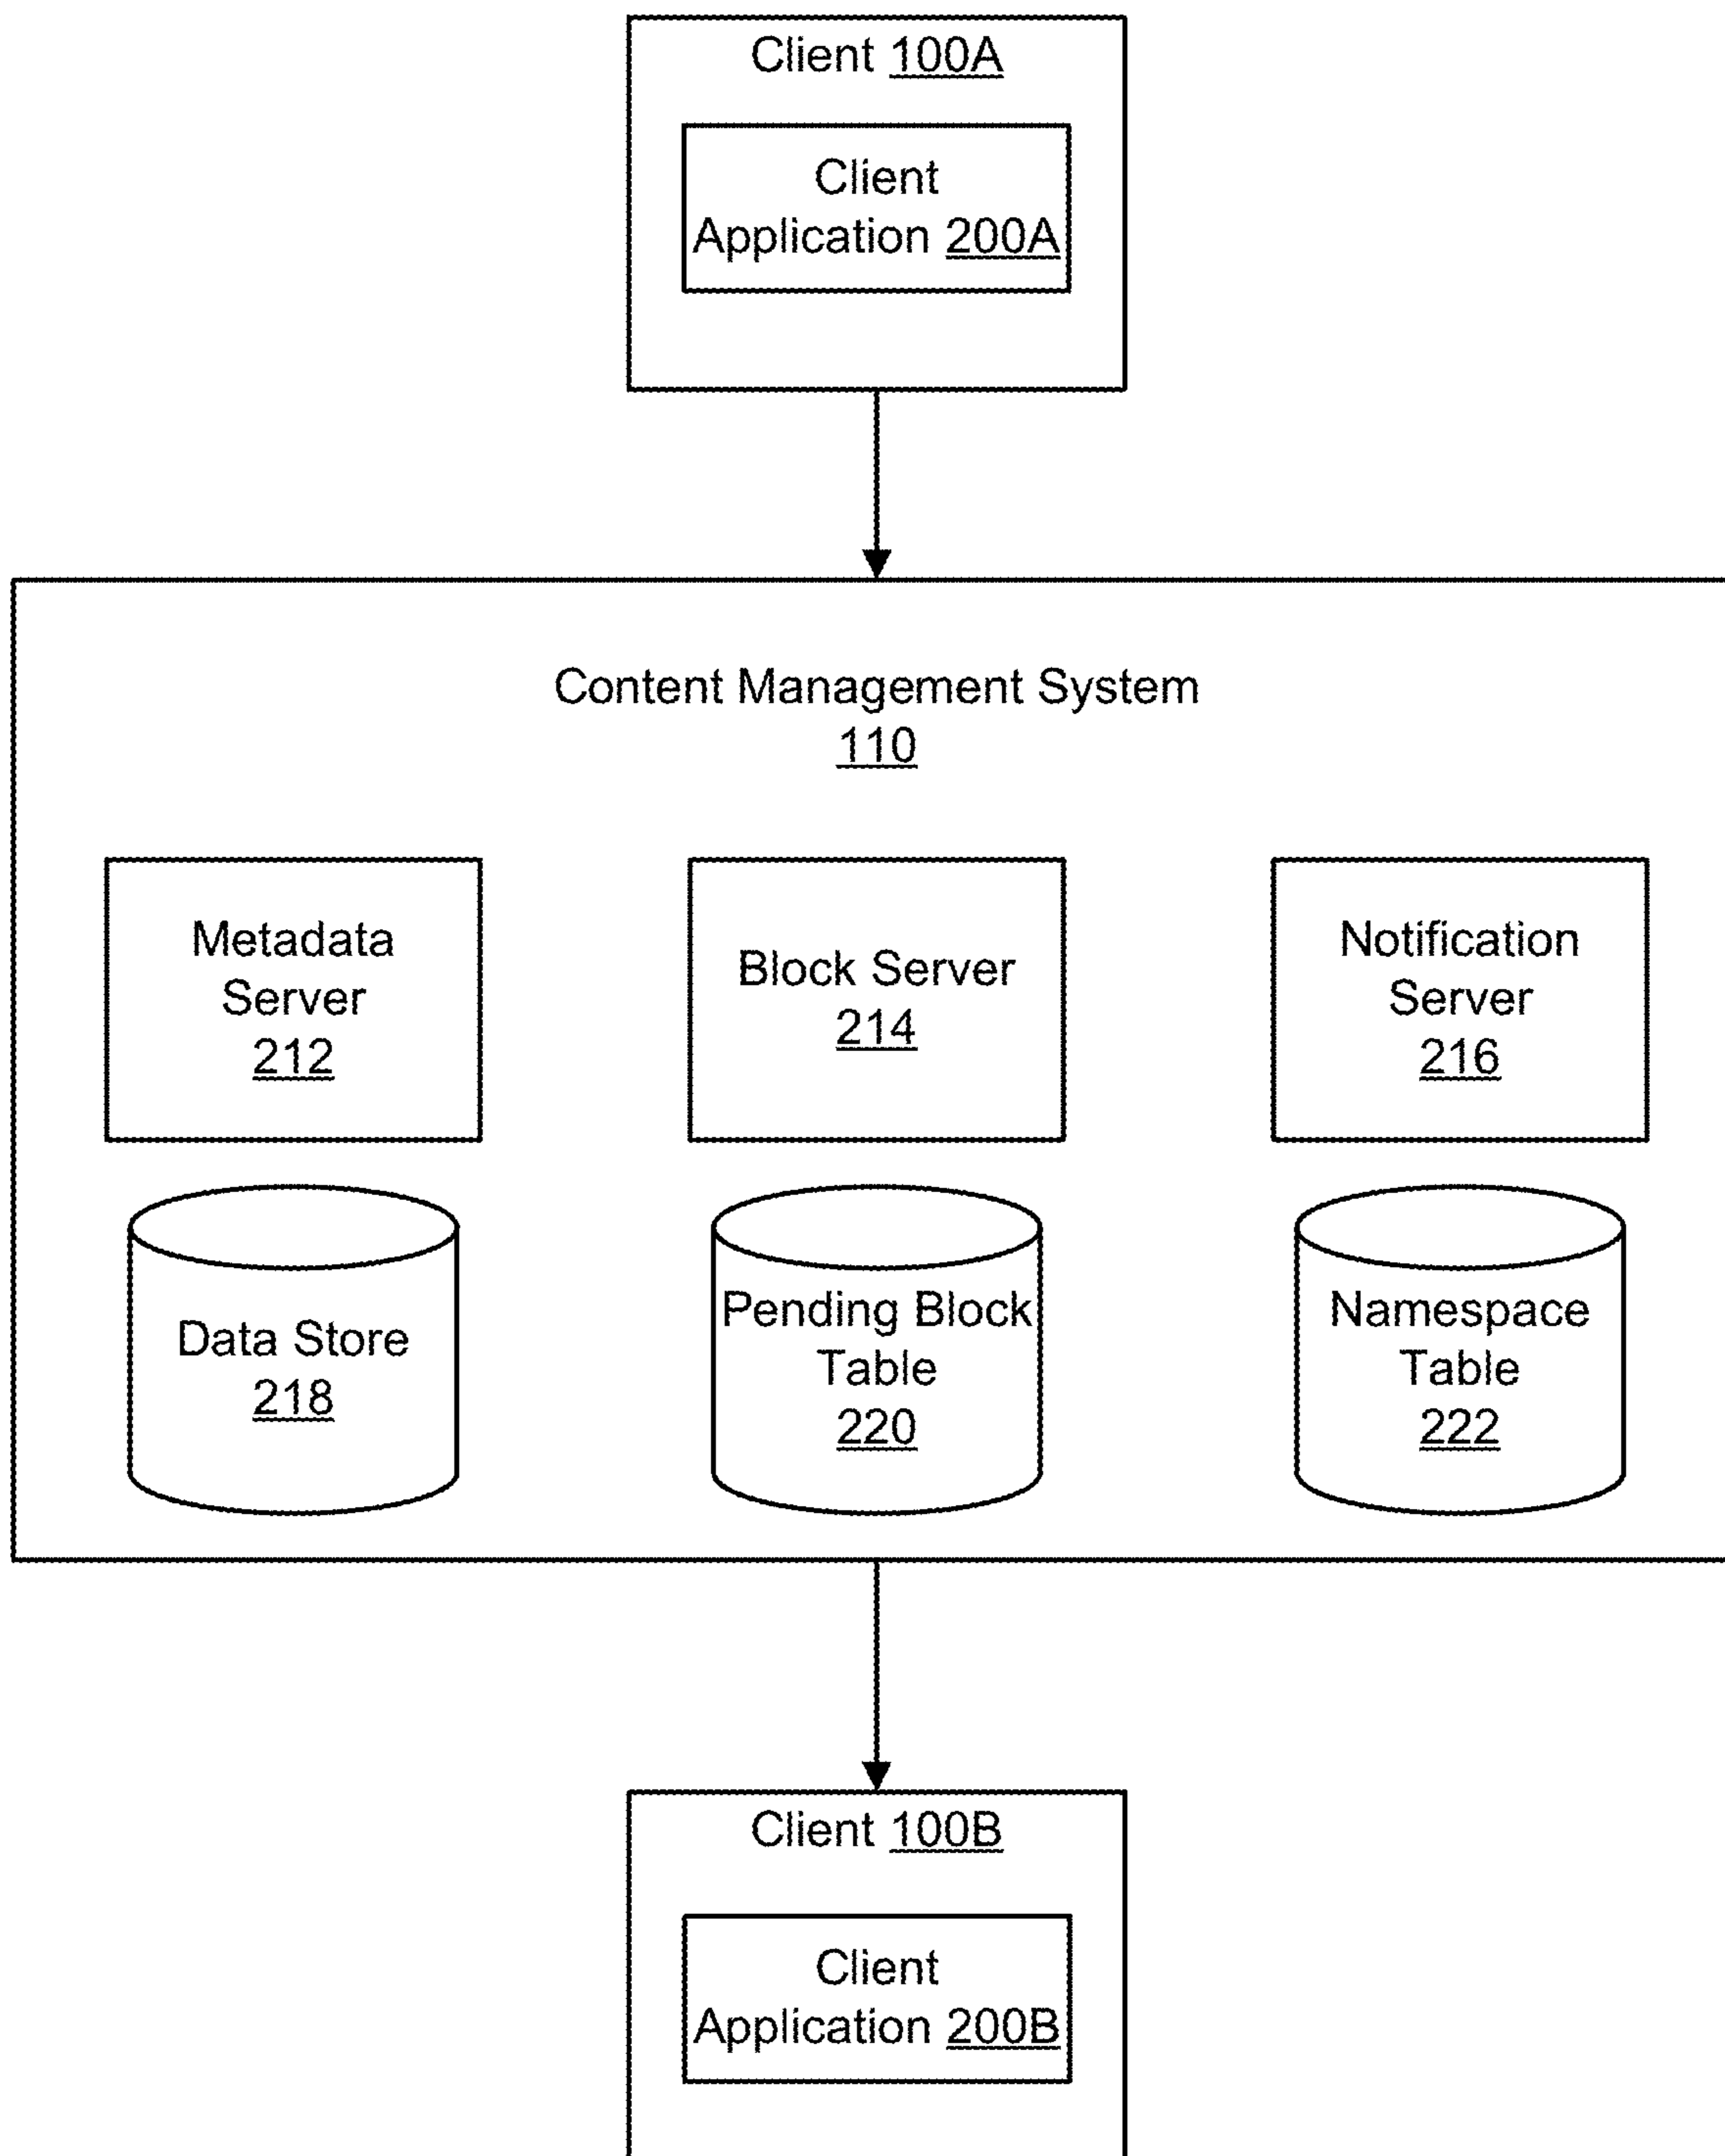 Client 100A
Client
Application 200A
Content Management System
110
Metadata
Server
212
Block Server
214
Notification
Server
216
Data Store
218
Pending Block
Table
220
Namespace
Table
222
Client 100B
Client
Application 200B